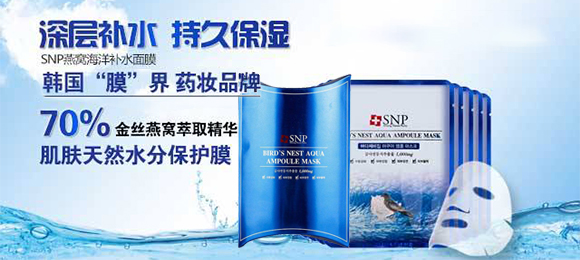 深层补水 持久保湿
SNP燕窝海洋补水面膜
韩国“膜”界 药妆品牌
70% 金丝燕窝萃取精华
肌肤天然水分保护膜
SNP
BIRD'S NEST AQUA
AMPOULE MASK
SNP
BIRD'S NEST AQUA AMPOULE MASK